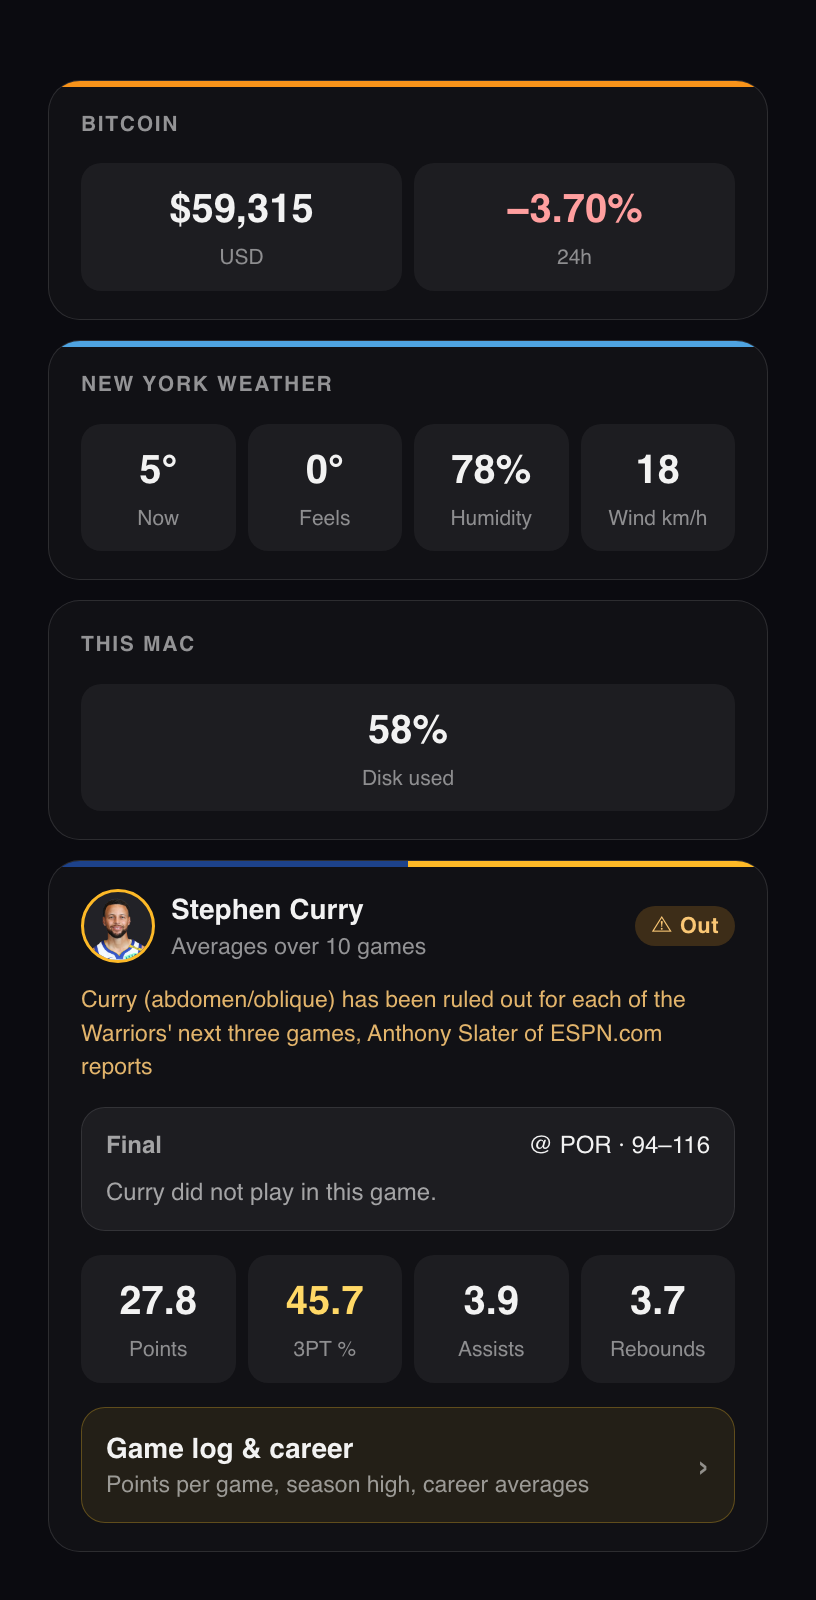 BITCOIN
$59,315
USD
–3.70%
24h
NEW YORK WEATHER
5°
Now
0°
Feels
78%
Humidity
18
Wind km/h
THIS MAC
58%
Disk used
Stephen Curry
Averages over 10 games
⚠ Out
Curry (abdomen/oblique) has been ruled out for each of the
Warriors' next three games, Anthony Slater of ESPN.com
reports
Final
@ POR · 94–116
Curry did not play in this game.
27.8
Points
45.7
3PT %
3.9
Assists
3.7
Rebounds
Game log & career
Points per game, season high, career averages
›